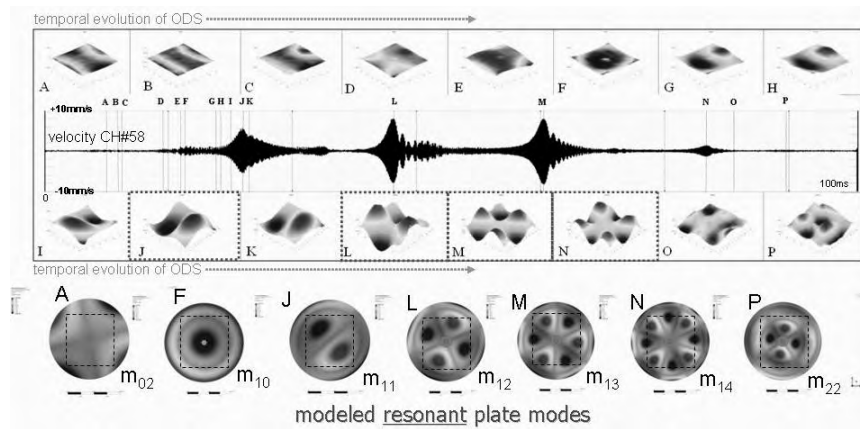 temporal evolution of ODS
A B C D E F G H
A B C D E F G H I J K L M N O P
+10mm/s
velocity CH#58
-10mm/s
0 100ms
I J K L M N O P
temporal evolution of ODS
A F J L M N P
m02 m10 m11 m12 m13 m14 m22
modeled resonant plate modes